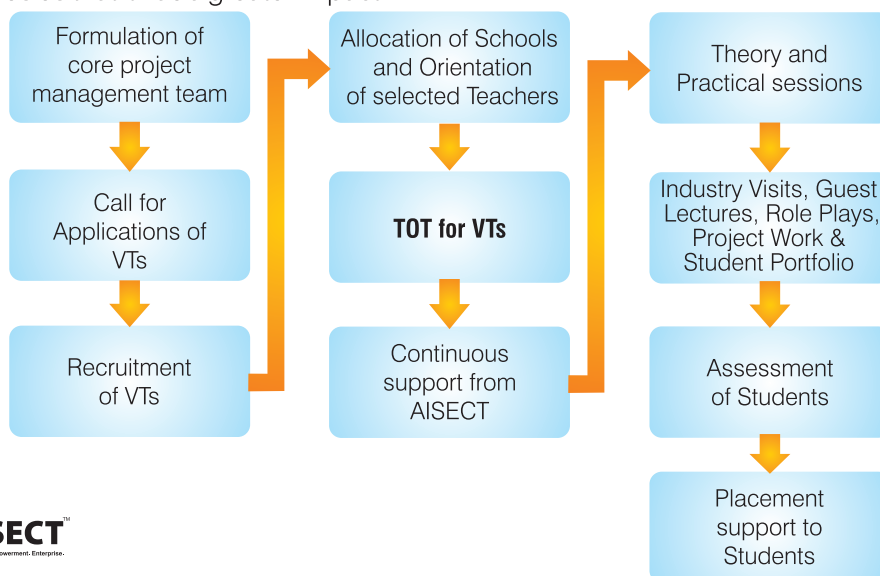 Formulation of
core project
management team
Call for
Applications of
VTs
Recruitment
of VTs
Allocation of Schools
and Orientation
of selected Teachers
TOT for VTs
Continuous
support from
AISECT
Theory and
Practical sessions
Industry Visits, Guest
Lectures, Role Plays,
Project Work &
Student Portfolio
Assessment
of Students
Placement
support to
Students
SECT™
Enterprise.